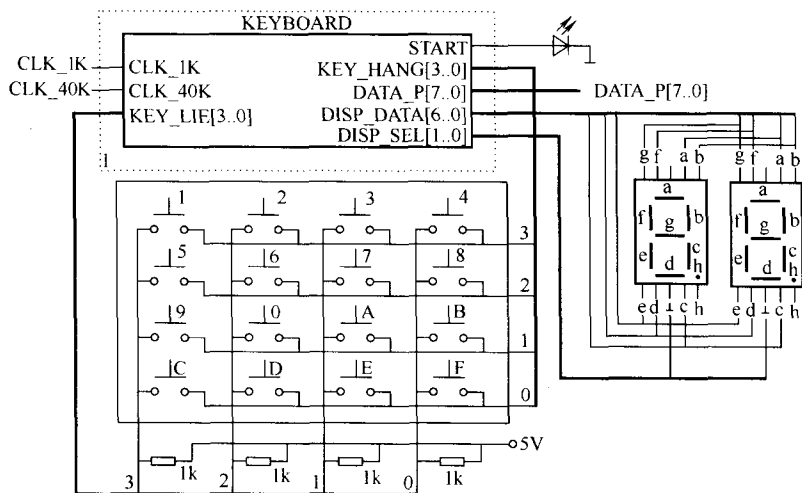 KEYBOARD
START
CLK_1K CLK_1K KEY_HANG[3..0]
CLK_40K CLK_40K DATA_P[7..0] DATA_P[7..0]
KEY_LIE[3..0] DISP_DATA[6..0]
DISP_SEL[1..0]
1
g f a b g f a b
1 2 3 4
3
a a
f b f b
g g
5 6 7 8
2
e d c h e d c h
e d c h e d c h
9 0 A B
1
C D E F
0
5V
1k 1k 1k 1k
3 2 1 0